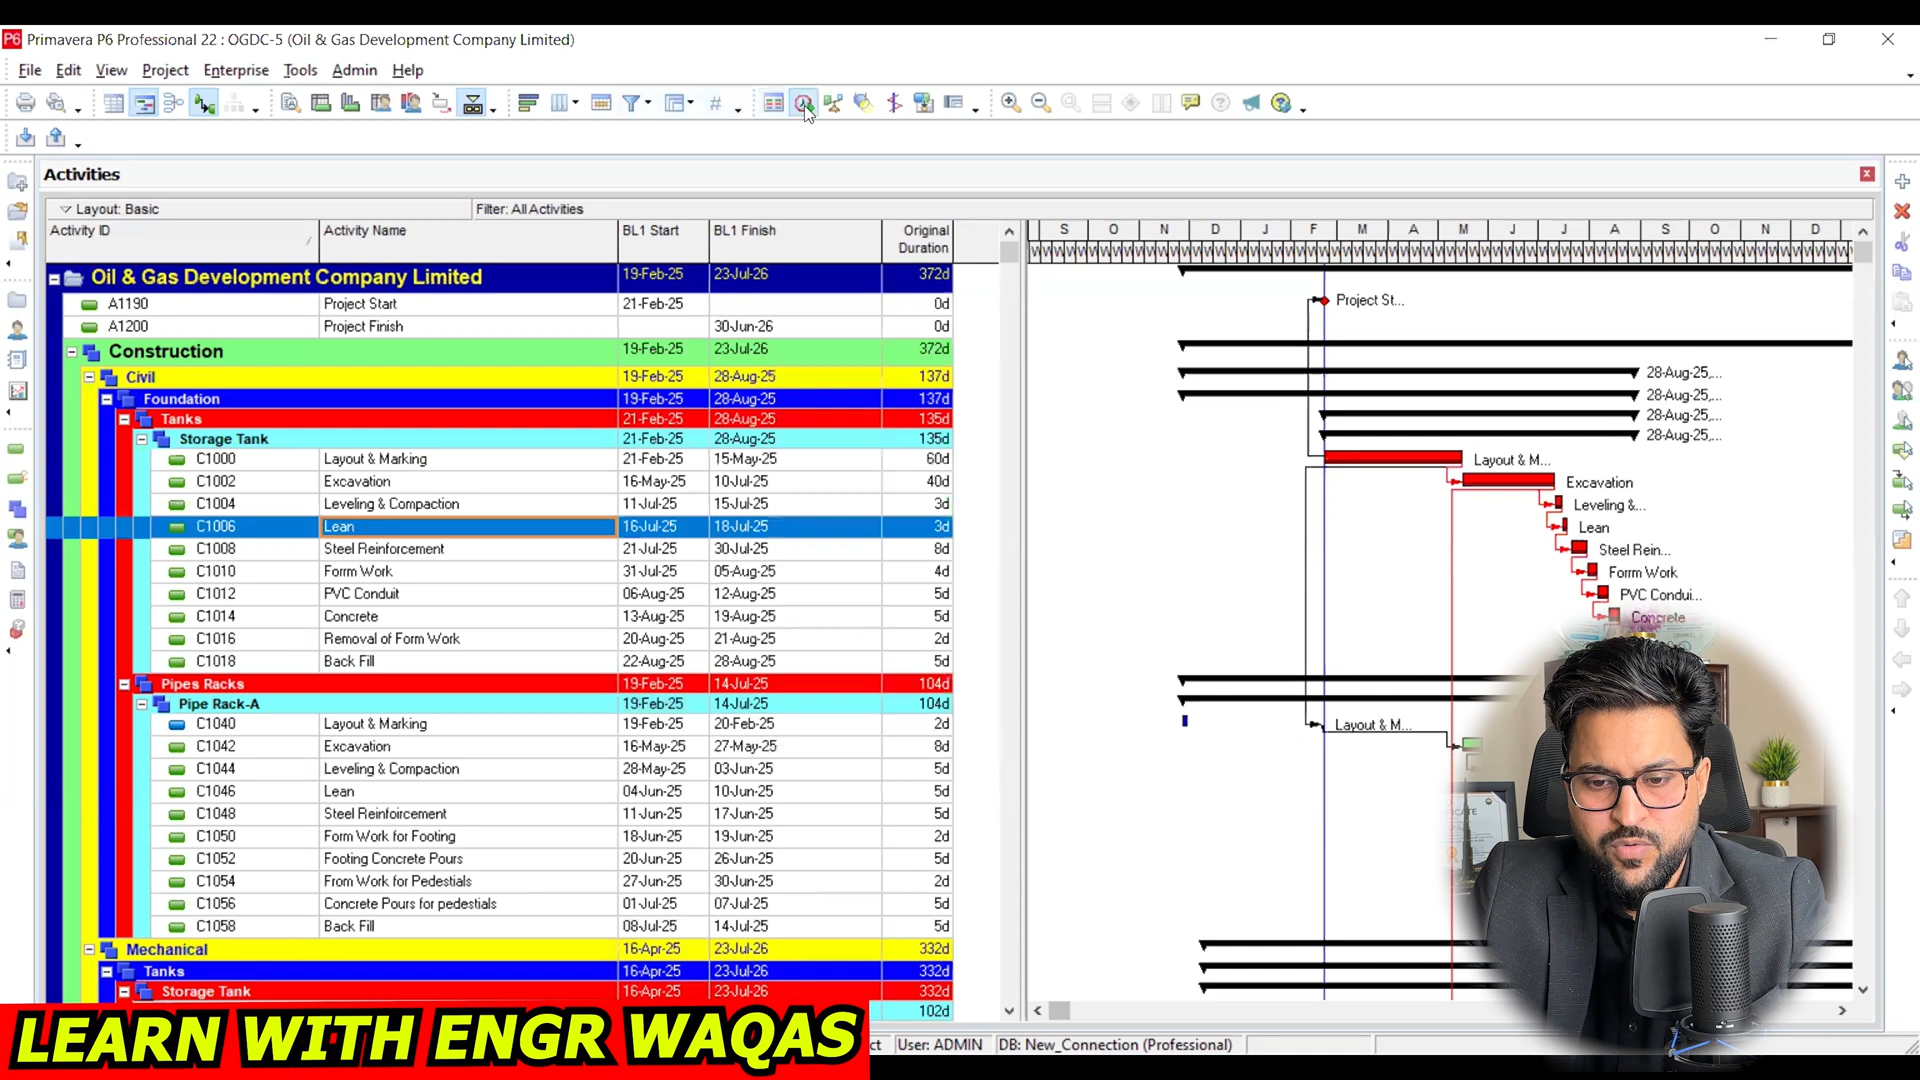 P6 Primavera P6 Professional 22 : OGDC-5 (Oil & Gas Development Company Limited)
File Edit View Project Enterprise Tools Admin Help
Activities
Layout: Basic Filter: All Activities
Activity ID Activity Name BL1 Start BL1 Finish Original Duration S O N D J F M A M J J A S O N D
Oil & Gas Development Company Limited 19-Feb-25 23-Jul-26 372d
A1190 Project Start 21-Feb-25 0d Project St...
A1200 Project Finish 30-Jun-26 0d
Construction 19-Feb-25 23-Jul-26 372d
Civil 19-Feb-25 28-Aug-25 137d 28-Aug-25,...
Foundation 19-Feb-25 28-Aug-25 137d 28-Aug-25,...
Tanks 21-Feb-25 28-Aug-25 135d 28-Aug-25,...
Storage Tank 21-Feb-25 28-Aug-25 135d 28-Aug-25,...
C1000 Layout & Marking 21-Feb-25 15-May-25 60d Layout & M...
C1002 Excavation 16-May-25 10-Jul-25 40d Excavation
C1004 Leveling & Compaction 11-Jul-25 15-Jul-25 3d Leveling &...
C1006 Lean 16-Jul-25 18-Jul-25 3d Lean
C1008 Steel Reinforcement 21-Jul-25 30-Jul-25 8d Steel Rein...
C1010 Forrm Work 31-Jul-25 05-Aug-25 4d Forrm Work
C1012 PVC Conduit 06-Aug-25 12-Aug-25 5d PVC Condui...
C1014 Concrete 13-Aug-25 19-Aug-25 5d Concrete
C1016 Removal of Form Work 20-Aug-25 21-Aug-25 2d
C1018 Back Fill 22-Aug-25 28-Aug-25 5d
Pipes Racks 19-Feb-25 14-Jul-25 104d
Pipe Rack-A 19-Feb-25 14-Jul-25 104d
C1040 Layout & Marking 19-Feb-25 20-Feb-25 2d Layout & M...
C1042 Excavation 16-May-25 27-May-25 8d
C1044 Leveling & Compaction 28-May-25 03-Jun-25 5d
C1046 Lean 04-Jun-25 10-Jun-25 5d
C1048 Steel Reinfoircement 11-Jun-25 17-Jun-25 5d
C1050 Form Work for Footing 18-Jun-25 19-Jun-25 2d
C1052 Footing Concrete Pours 20-Jun-25 26-Jun-25 5d
C1054 From Work for Pedestials 27-Jun-25 30-Jun-25 2d
C1056 Concrete Pours for pedestials 01-Jul-25 07-Jul-25 5d
C1058 Back Fill 08-Jul-25 14-Jul-25 5d
Mechanical 16-Apr-25 23-Jul-26 332d
Tanks 16-Apr-25 23-Jul-26 332d
Storage Tank 16-Apr-25 23-Jul-26 332d
102d
LEARN WITH ENGR WAQAS
ct User: ADMIN DB: New_Connection (Professional)